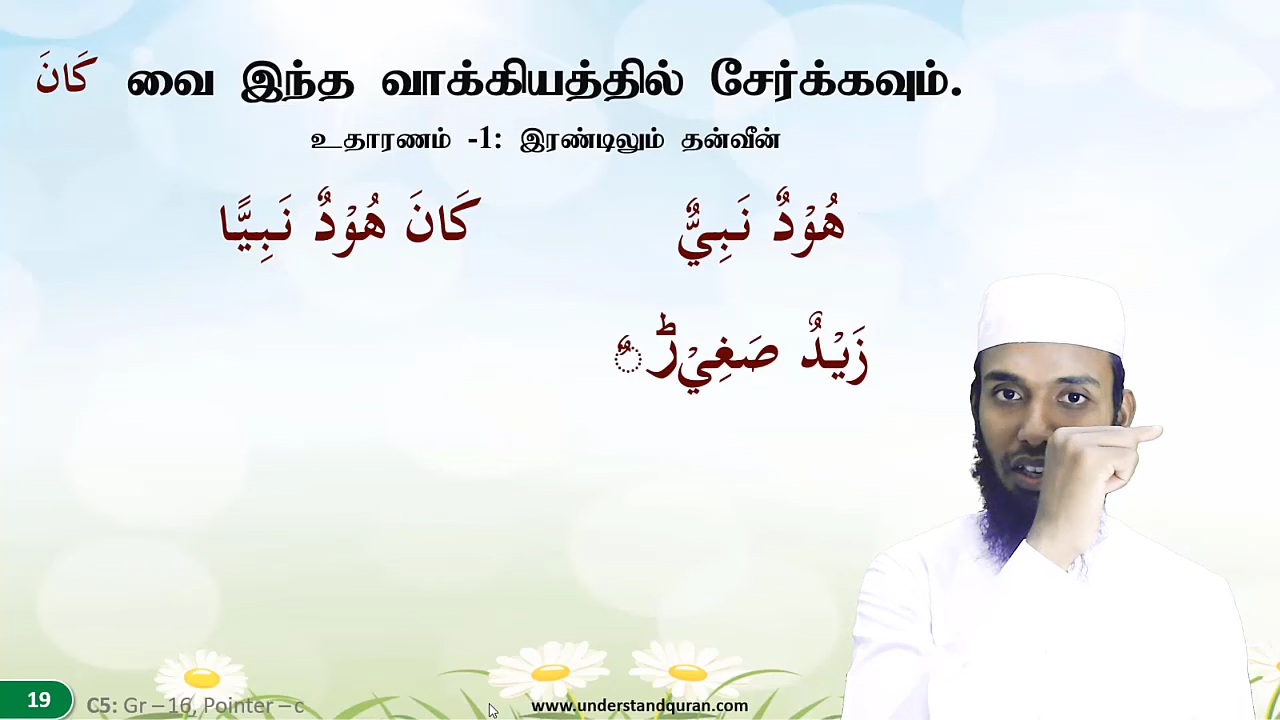 كَانَ வை இந்த வாக்கியத்தில் சேர்க்கவும்.
உதாரணம் -1: இரண்டிலும் தன்வீன்
هُوْدٌ نَبِيٌّ
كَانَ هُوْدٌ نَبِيًّا
زَيْدٌ صَغِيْرٌ
19
C5: Gr – 16, Pointer – c
www.understandquran.com